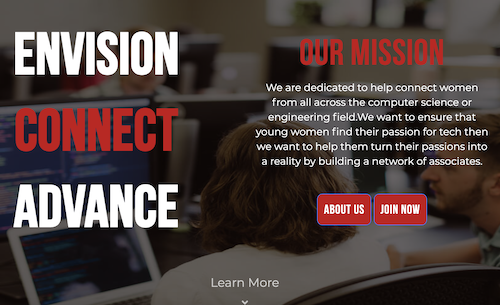 ENVISION
CONNECT
ADVANCE
OUR MISSION
We are dedicated to help connect women
from all across the computer science or
engineering field.We want to ensure that
young women find their passion for tech then
we want to help them turn their passions into
a reality by building a network of associates.
ABOUT US
JOIN NOW
Learn More